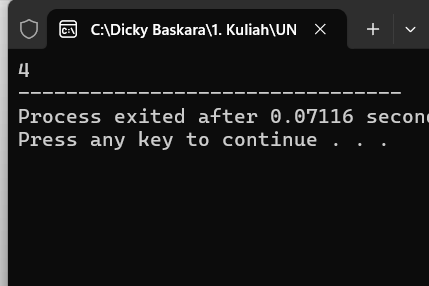 C:\Dicky Baskara\1. Kuliah\UN
4
--------------------------------
Process exited after 0.07116 secon
Press any key to continue . . .